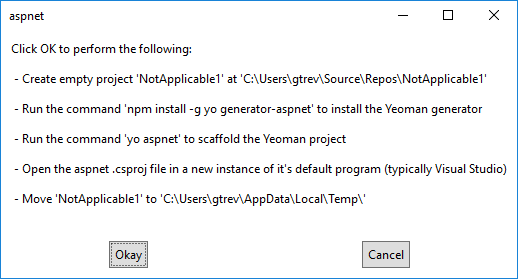 aspnet
Click OK to perform the following:
- Create empty project 'NotApplicable1' at 'C:\Users\gtrev\Source\Repos\NotApplicable1'
- Run the command 'npm install -g yo generator-aspnet' to install the Yeoman generator
- Run the command 'yo aspnet' to scaffold the Yeoman project
- Open the aspnet .csproj file in a new instance of it's default program (typically Visual Studio)
- Move 'NotApplicable1' to 'C:\Users\gtrev\AppData\Local\Temp\'
Okay Cancel